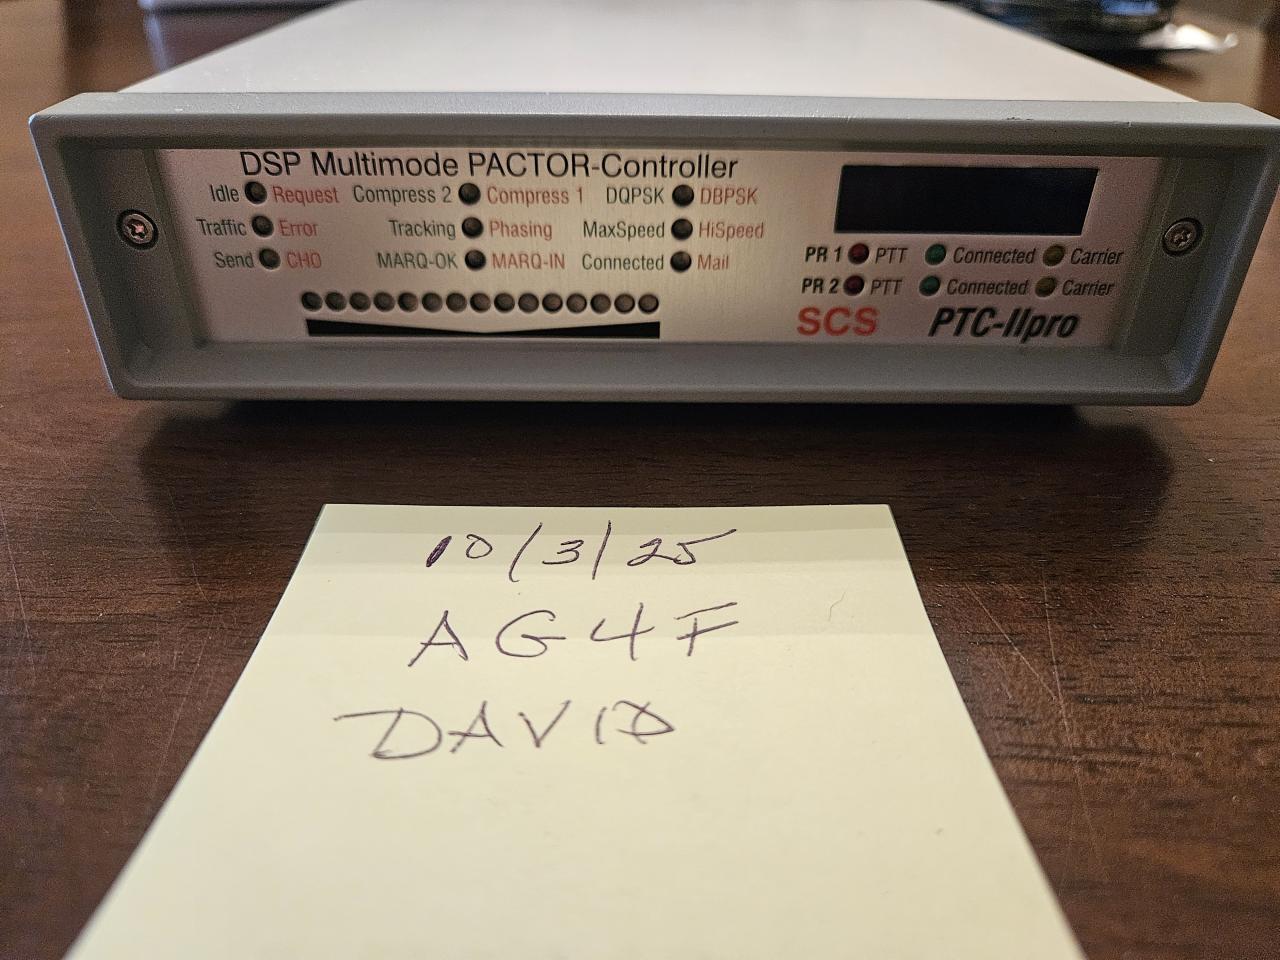 DSP Multimode PACTOR-Controller
Idle Request Compress 2 Compress 1 DQPSK DBPSK
Traffic Error Tracking Phasing MaxSpeed HiSpeed
Send CHO MARQ-OK MARQ-IN Connected Mail
PR 1 PTT Connected Carrier
PR 2 PTT Connected Carrier
SCS PTC-IIpro
10/3/25
AG4F
DAVID